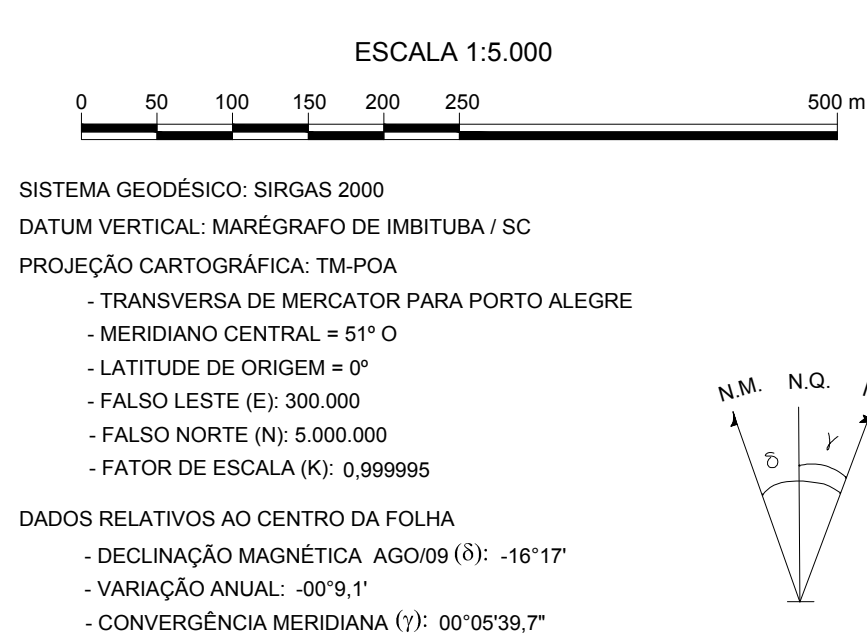 ESCALA 1:5.000
0 50 100 150 200 250 500 m
SISTEMA GEODÉSICO: SIRGAS 2000
DATUM VERTICAL: MARÉGRAFO DE IMBITUBA / SC
PROJEÇÃO CARTOGRÁFICA: TM-POA
- TRANSVERSA DE MERCATOR PARA PORTO ALEGRE
- MERIDIANO CENTRAL = 51º O
- LATITUDE DE ORIGEM = 0º
- FALSO LESTE (E): 300.000
- FALSO NORTE (N): 5.000.000
- FATOR DE ESCALA (K): 0,999995
N.M. N.Q.
δ γ
DADOS RELATIVOS AO CENTRO DA FOLHA
- DECLINAÇÃO MAGNÉTICA AGO/09 (δ): -16°17'
- VARIAÇÃO ANUAL: -00°9,1'
- CONVERGÊNCIA MERIDIANA (γ): 00°05'39,7"